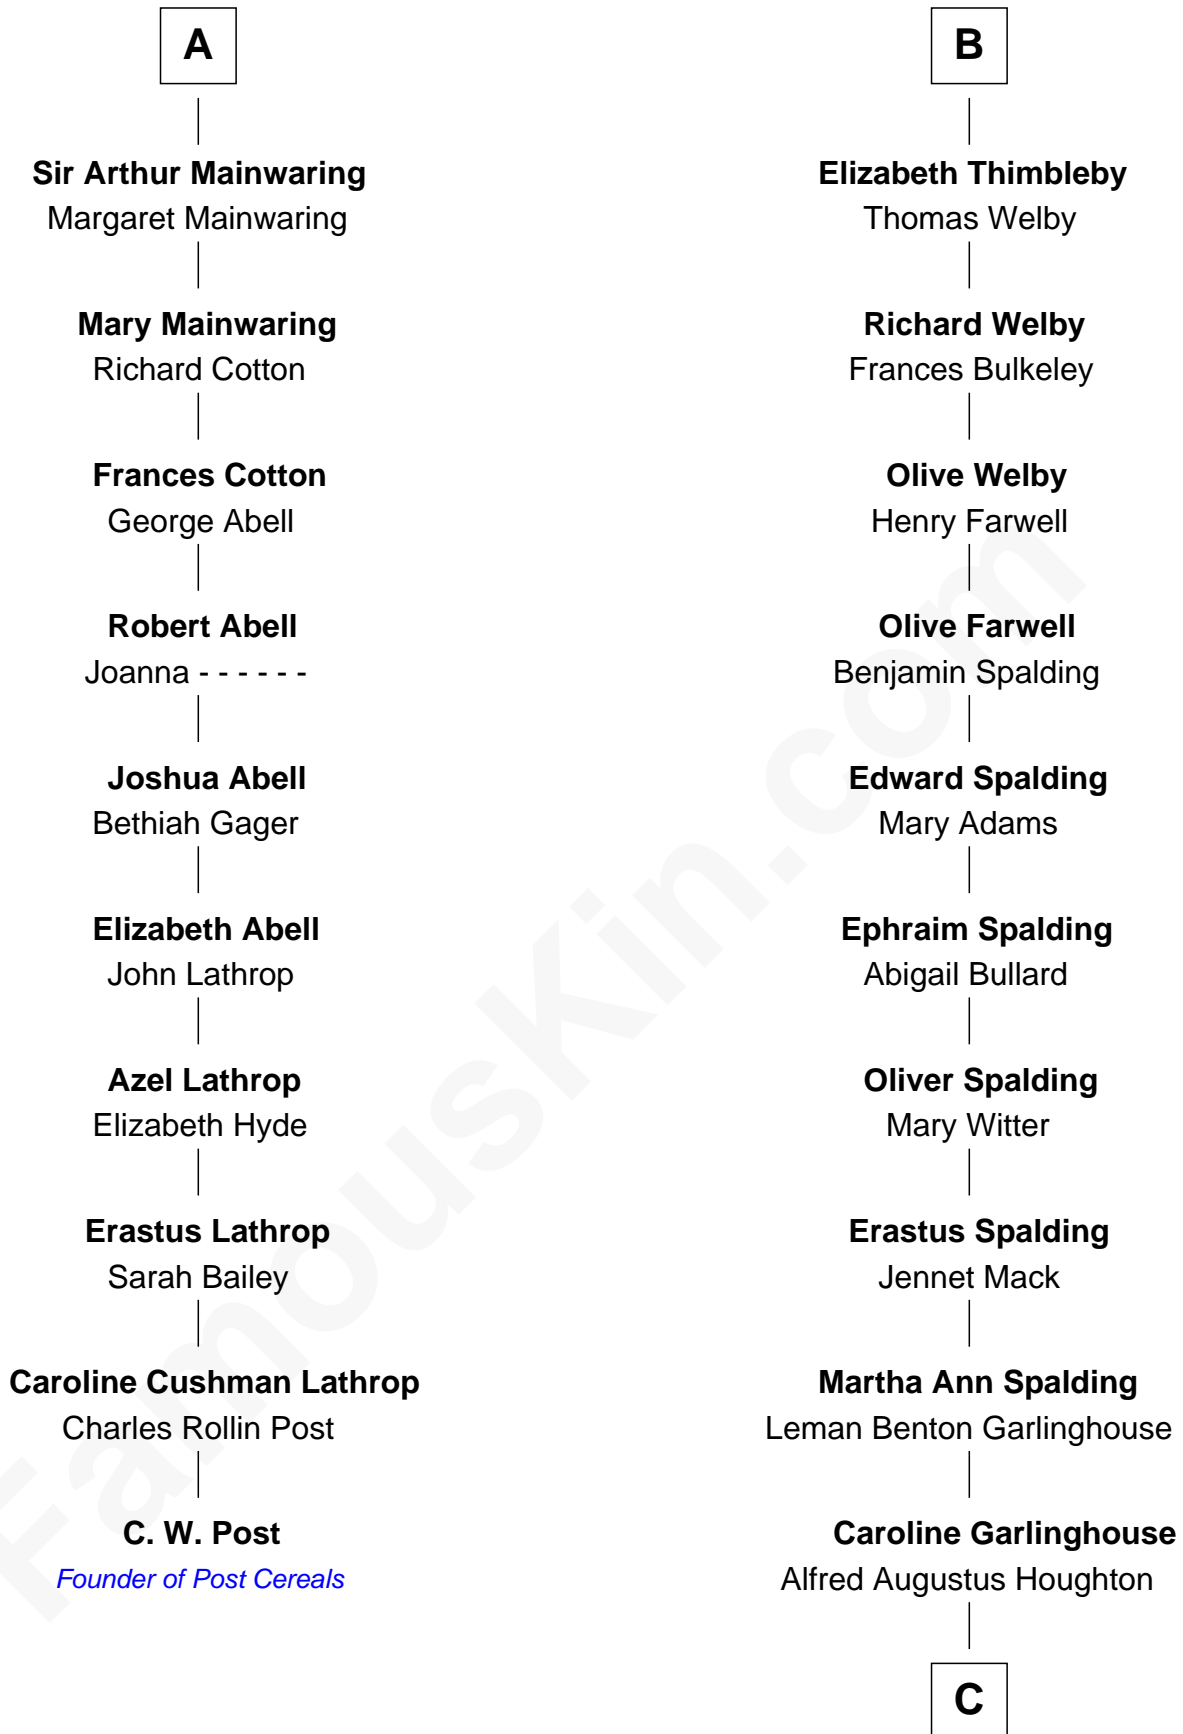 A
Sir Arthur Mainwaring
Margaret Mainwaring
Mary Mainwaring
Richard Cotton
Frances Cotton
George Abell
Robert Abell
Joanna - - - - - -
Joshua Abell
Bethiah Gager
Elizabeth Abell
John Lathrop
Azel Lathrop
Elizabeth Hyde
Erastus Lathrop
Sarah Bailey
Caroline Cushman Lathrop
Charles Rollin Post
C. W. Post
Founder of Post Cereals
B
Elizabeth Thimbleby
Thomas Welby
Richard Welby
Frances Bulkeley
Olive Welby
Henry Farwell
Olive Farwell
Benjamin Spalding
Edward Spalding
Mary Adams
Ephraim Spalding
Abigail Bullard
Oliver Spalding
Mary Witter
Erastus Spalding
Jennet Mack
Martha Ann Spalding
Leman Benton Garlinghouse
Caroline Garlinghouse
Alfred Augustus Houghton
C
FamousKin.com